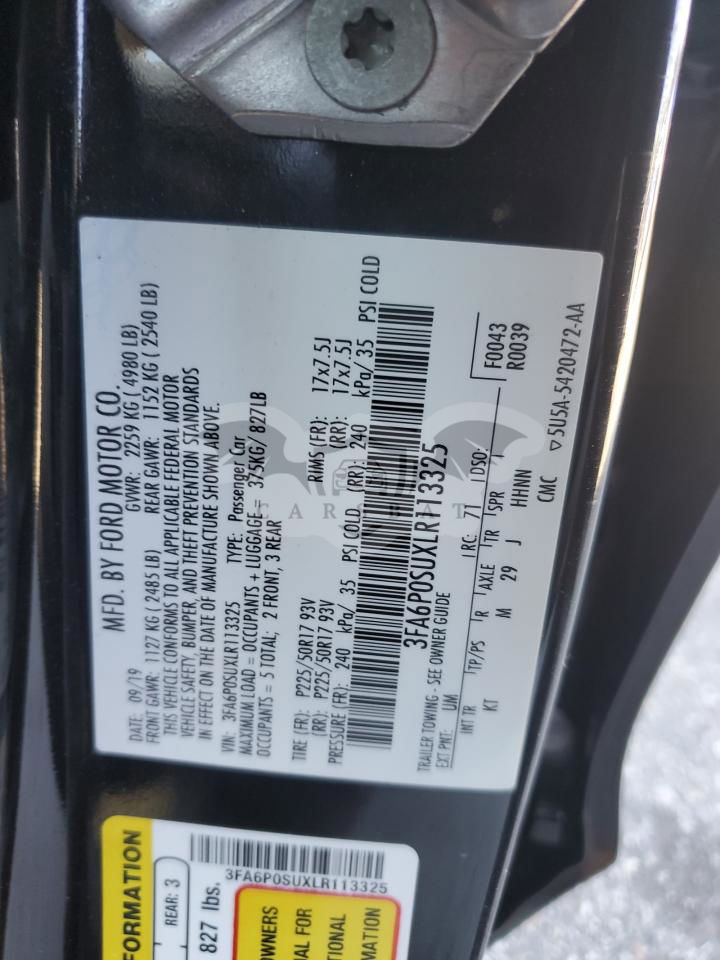 MFD. BY FORD MOTOR CO.
DATE: 09/19 GVWR: 2259 KG ( 4980 LB)
FRONT GAWR: 1127 KG ( 2485 LB) REAR GAWR: 1152 KG ( 2540 LB)
THIS VEHICLE CONFORMS TO ALL APPLICABLE FEDERAL MOTOR
VEHICLE SAFETY, BUMPER, AND THEFT PREVENTION STANDARDS
IN EFFECT ON THE DATE OF MANUFACTURE SHOWN ABOVE.
VIN: 3FA6P0SUXLR113325 TYPE: Passenger Car
MAXIMUM LOAD = OCCUPANTS + LUGGAGE = 375KG/ 827LB
OCCUPANTS = 5 TOTAL; 2 FRONT, 3 REAR
TIRE (FR): P225/50R17 93V RIMS (FR): 17x7.5J
(RR): P225/50R17 93V (RR): 17x7.5J
PRESSURE (FR): 240 kPa/ 35 PSI COLD (RR): 240 kPa/ 35 PSI COLD
3FA6P0SUXLR113325
TRAILER TOWING - SEE OWNER GUIDE F0043
EXT PNT: UM RC: 71 DSO: R0039
INT TR TP/PS R AXLE TR SPR
KT M 29 J HHNN
CMC ▽5U5A-5420472-AA
CARSBAT
FORMATION
REAR: 3
827 lbs.
3FA6P0SUXLR113325
OWNERS
AL FOR
TIONAL
MATION